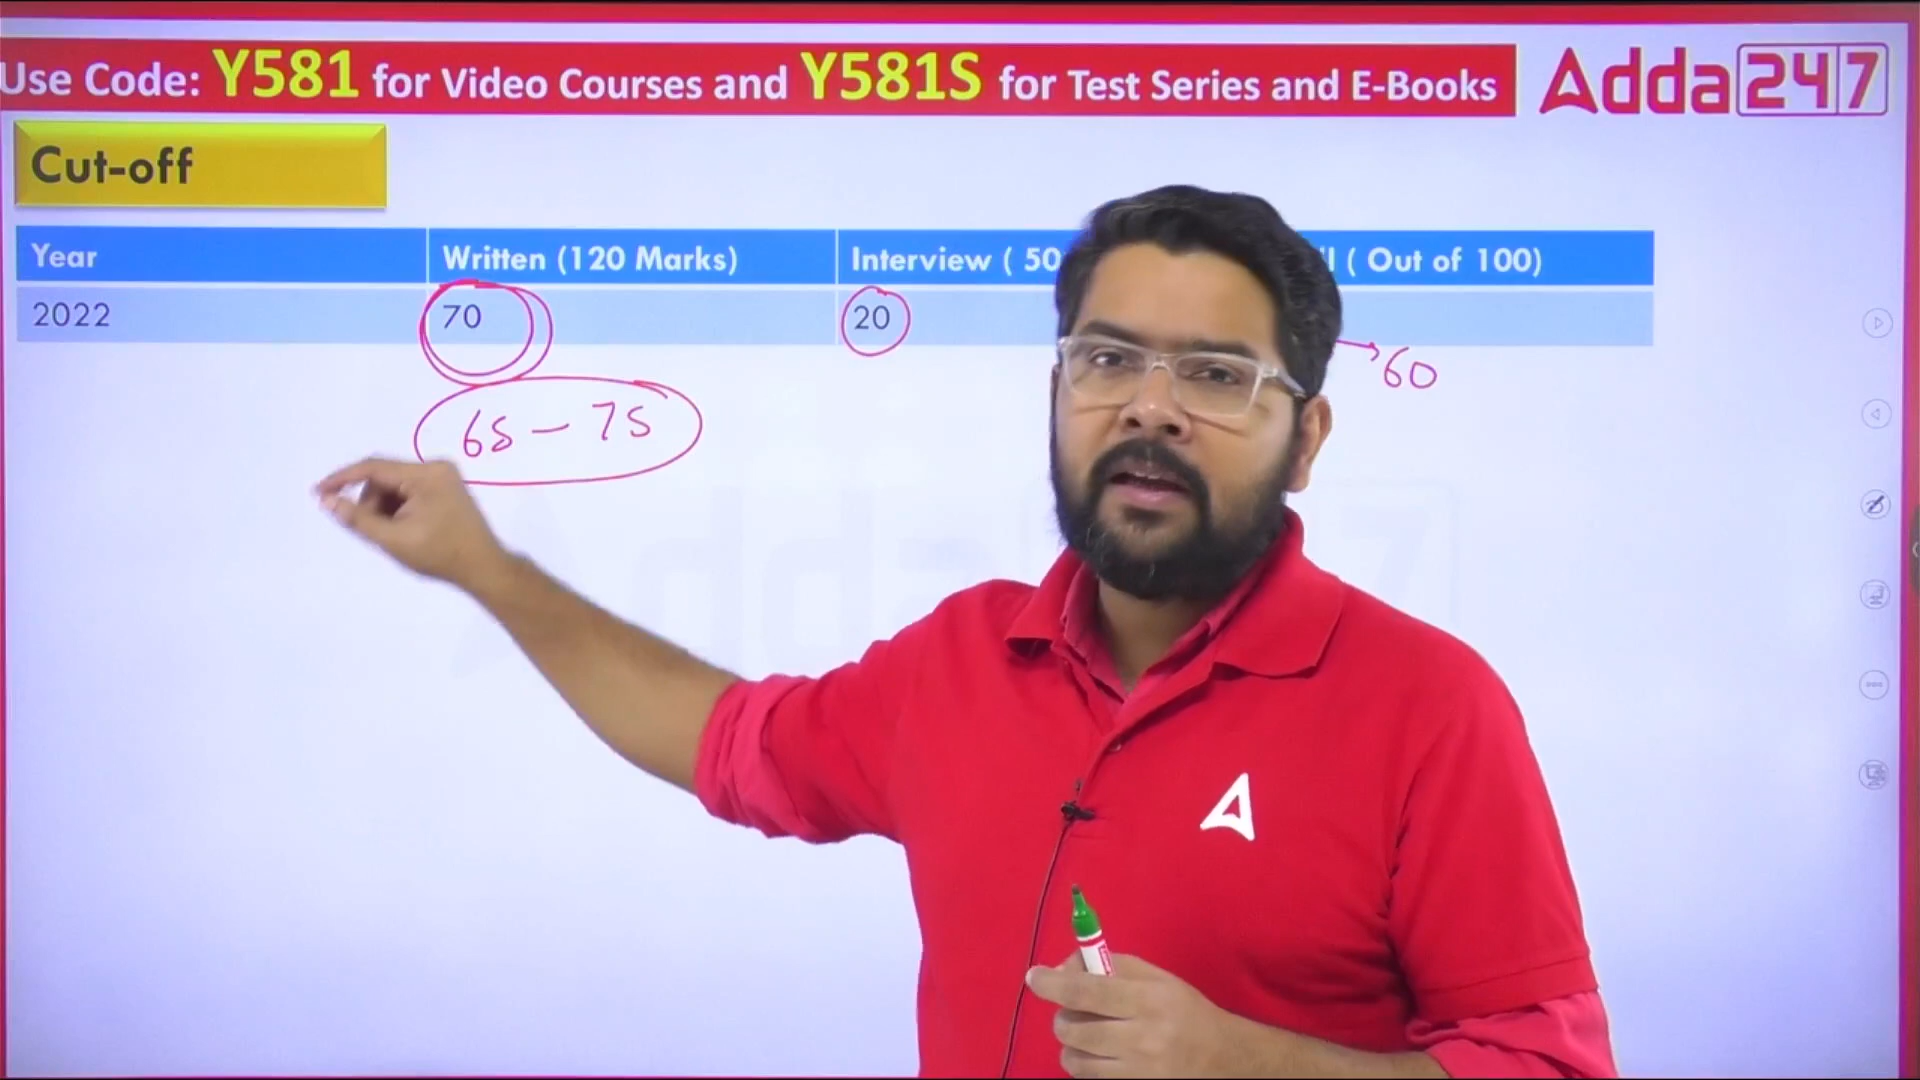 Use Code: Y581 for Video Courses and Y581S for Test Series and E-Books
Adda247
Cut-off
Year Written (120 Marks) Interview ( 50 ( Out of 100)
2022 70 20
60
65 - 75